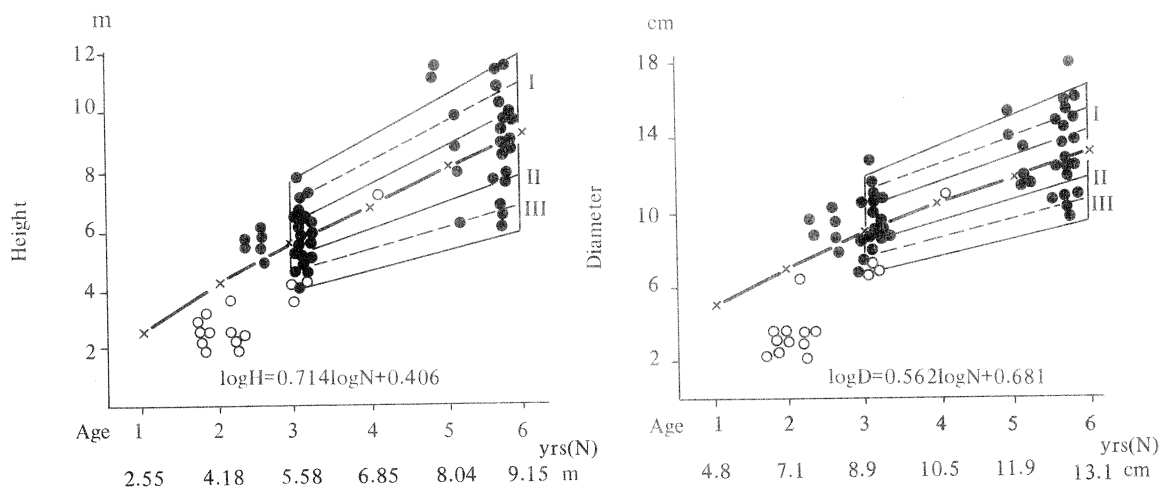 m
12
10
8
6
4
2
Height
I
II
III
logH=0.714logN+0.406
Age 1 2 3 4 5 6
yrs(N)
2.55 4.18 5.58 6.85 8.04 9.15 m
cm
18
14
10
6
2
Diameter
I
II
III
logD=0.562logN+0.681
Age 1 2 3 4 5 6
yrs(N)
4.8 7.1 8.9 10.5 11.9 13.1 cm